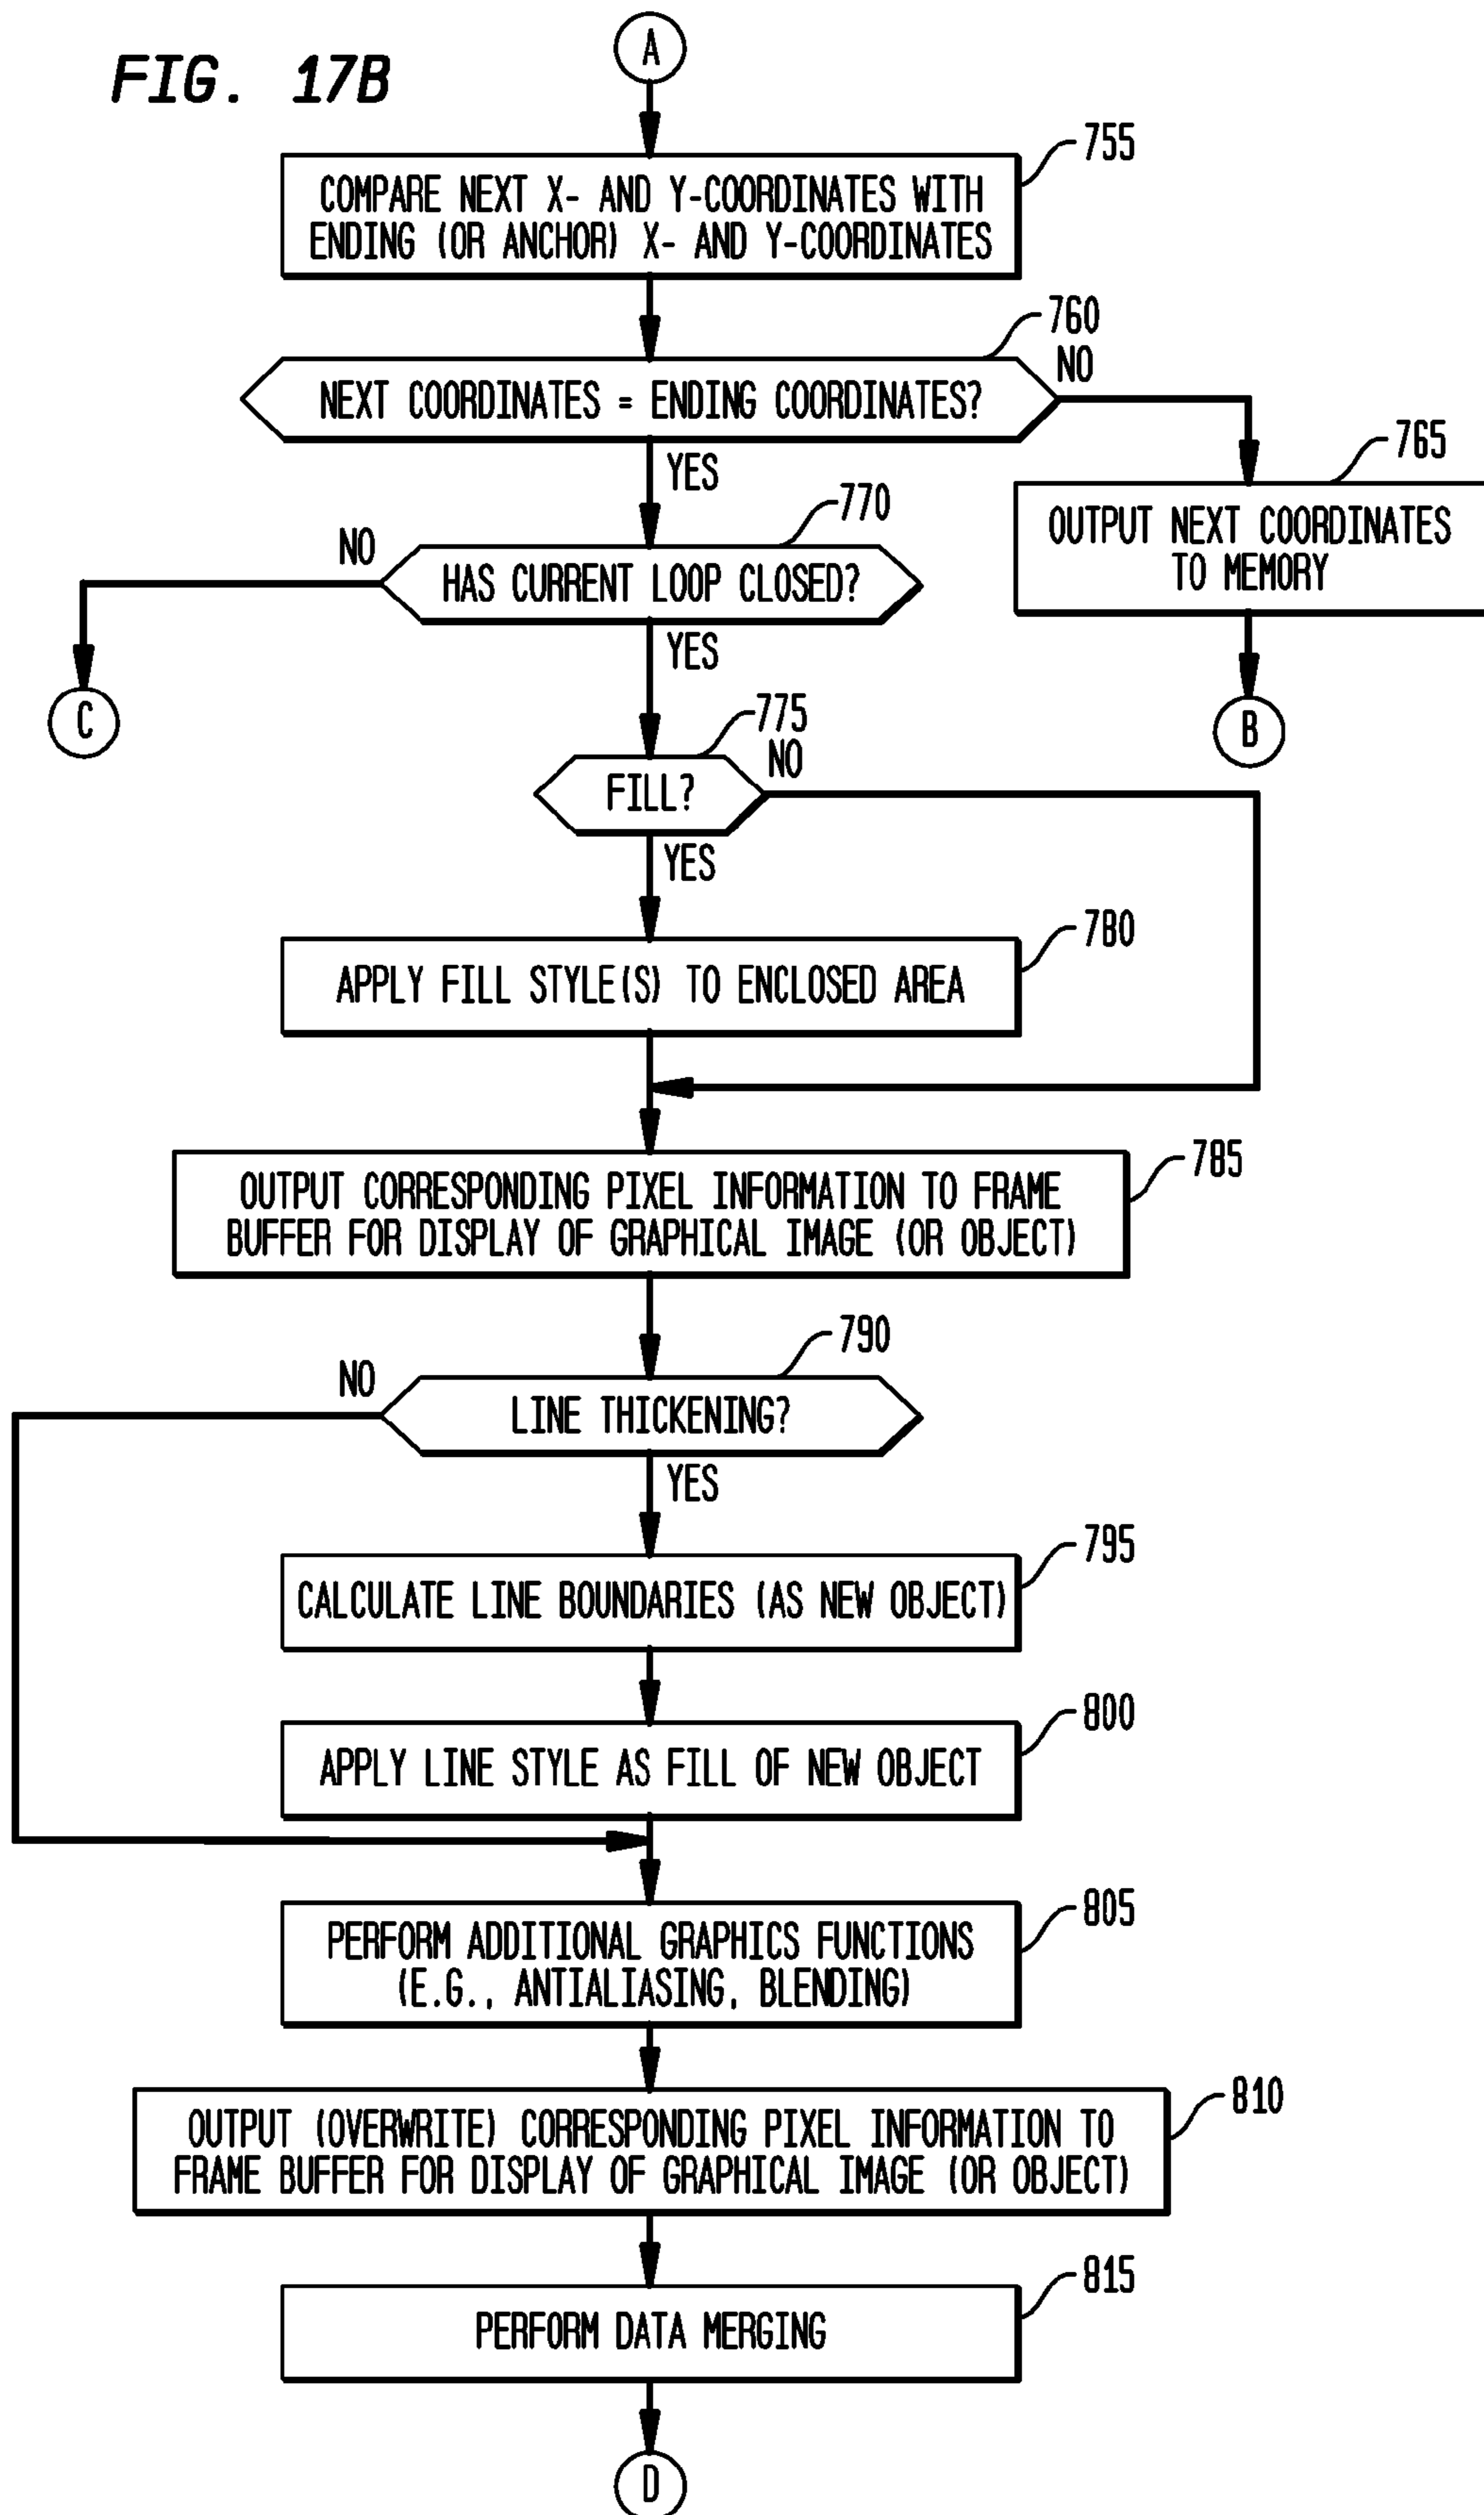 FIG. 17B
A
755
COMPARE NEXT X- AND Y-COORDINATES WITH
ENDING (OR ANCHOR) X- AND Y-COORDINATES
760
NEXT COORDINATES = ENDING COORDINATES?
NO
765
OUTPUT NEXT COORDINATES
TO MEMORY
B
YES
770
NO
HAS CURRENT LOOP CLOSED?
C
YES
775
NO
FILL?
YES
780
APPLY FILL STYLE(S) TO ENCLOSED AREA
785
OUTPUT CORRESPONDING PIXEL INFORMATION TO FRAME
BUFFER FOR DISPLAY OF GRAPHICAL IMAGE (OR OBJECT)
790
NO
LINE THICKENING?
YES
795
CALCULATE LINE BOUNDARIES (AS NEW OBJECT)
800
APPLY LINE STYLE AS FILL OF NEW OBJECT
805
PERFORM ADDITIONAL GRAPHICS FUNCTIONS
(E.G., ANTIALIASING, BLENDING)
810
OUTPUT (OVERWRITE) CORRESPONDING PIXEL INFORMATION TO
FRAME BUFFER FOR DISPLAY OF GRAPHICAL IMAGE (OR OBJECT)
815
PERFORM DATA MERGING
D